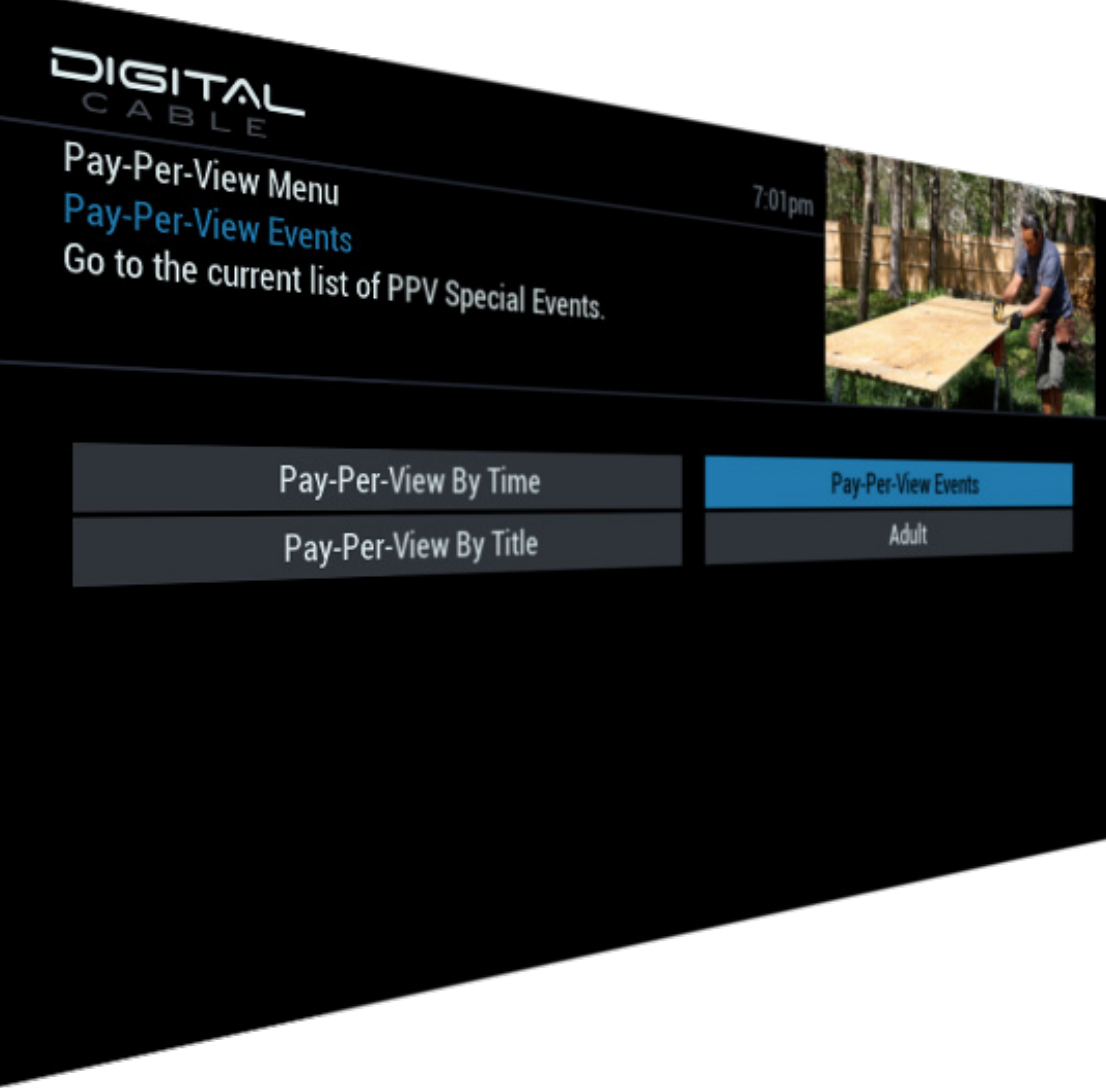 DIGITAL
CABLE
Pay-Per-View Menu
7:01pm
Pay-Per-View Events
Go to the current list of PPV Special Events.
Pay-Per-View By Time
Pay-Per-View Events
Pay-Per-View By Title
Adult